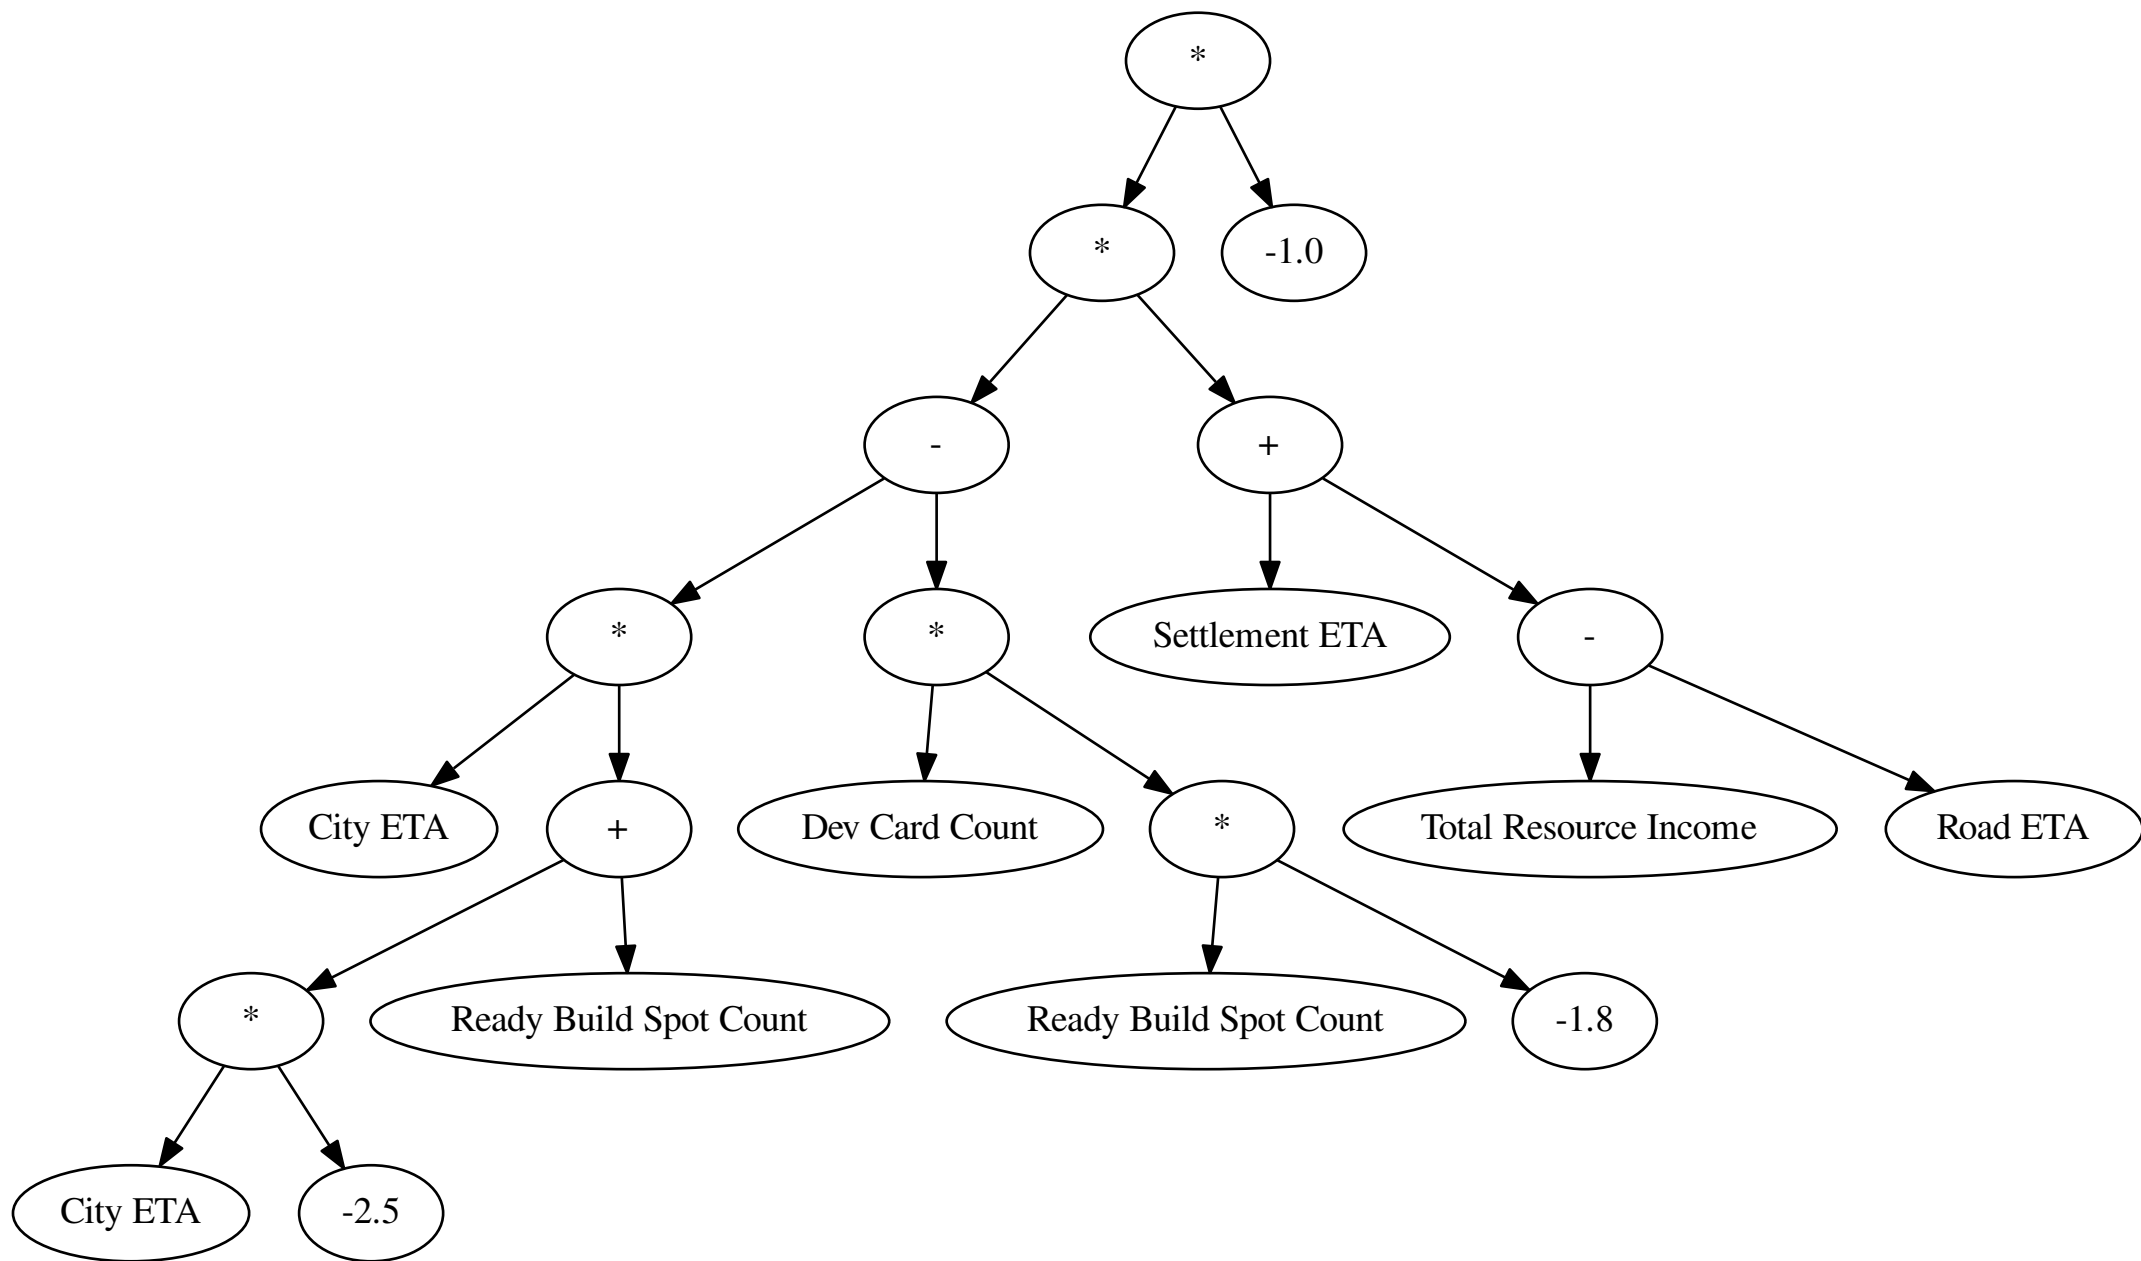 *
*
-1.0
-
+
*
*
Settlement ETA
-
City ETA
+
Dev Card Count
*
Total Resource Income
Road ETA
*
Ready Build Spot Count
Ready Build Spot Count
-1.8
City ETA
-2.5